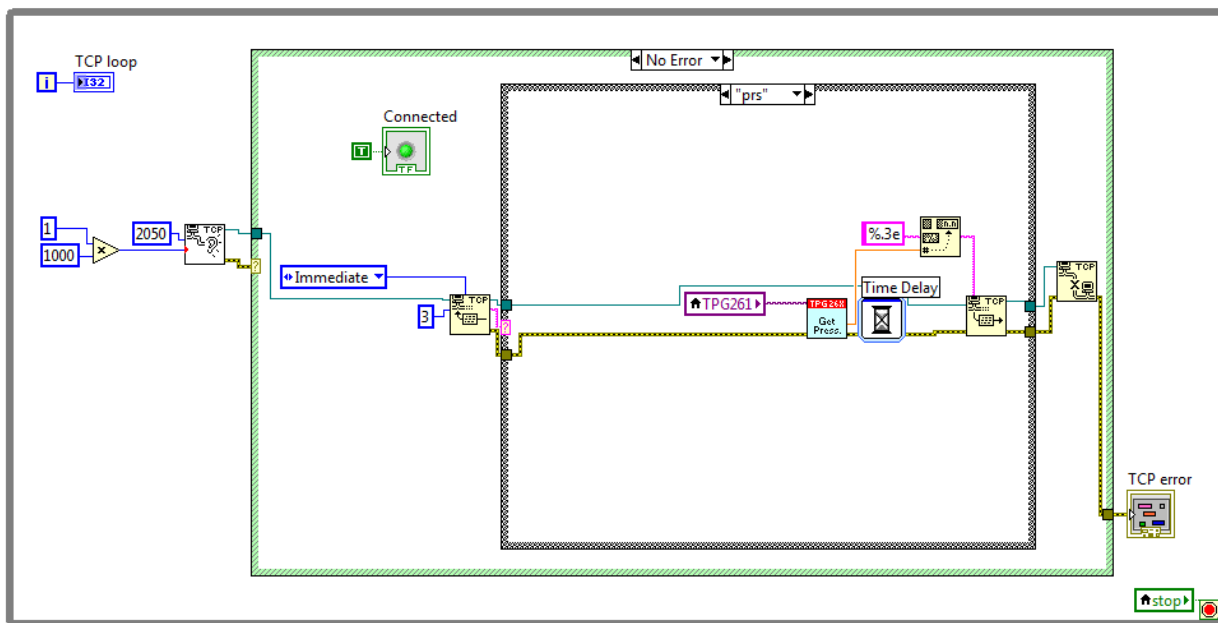 TCP loop
i
I32
No Error
"prs"
Connected
T
TF
1
1000
2050
TCP
?
Immediate
3
TCP
?
%.3e
n.n
#
TPG261
TPG26X
Get
Press.
Time Delay
TCP
TCP
TCP error
stop